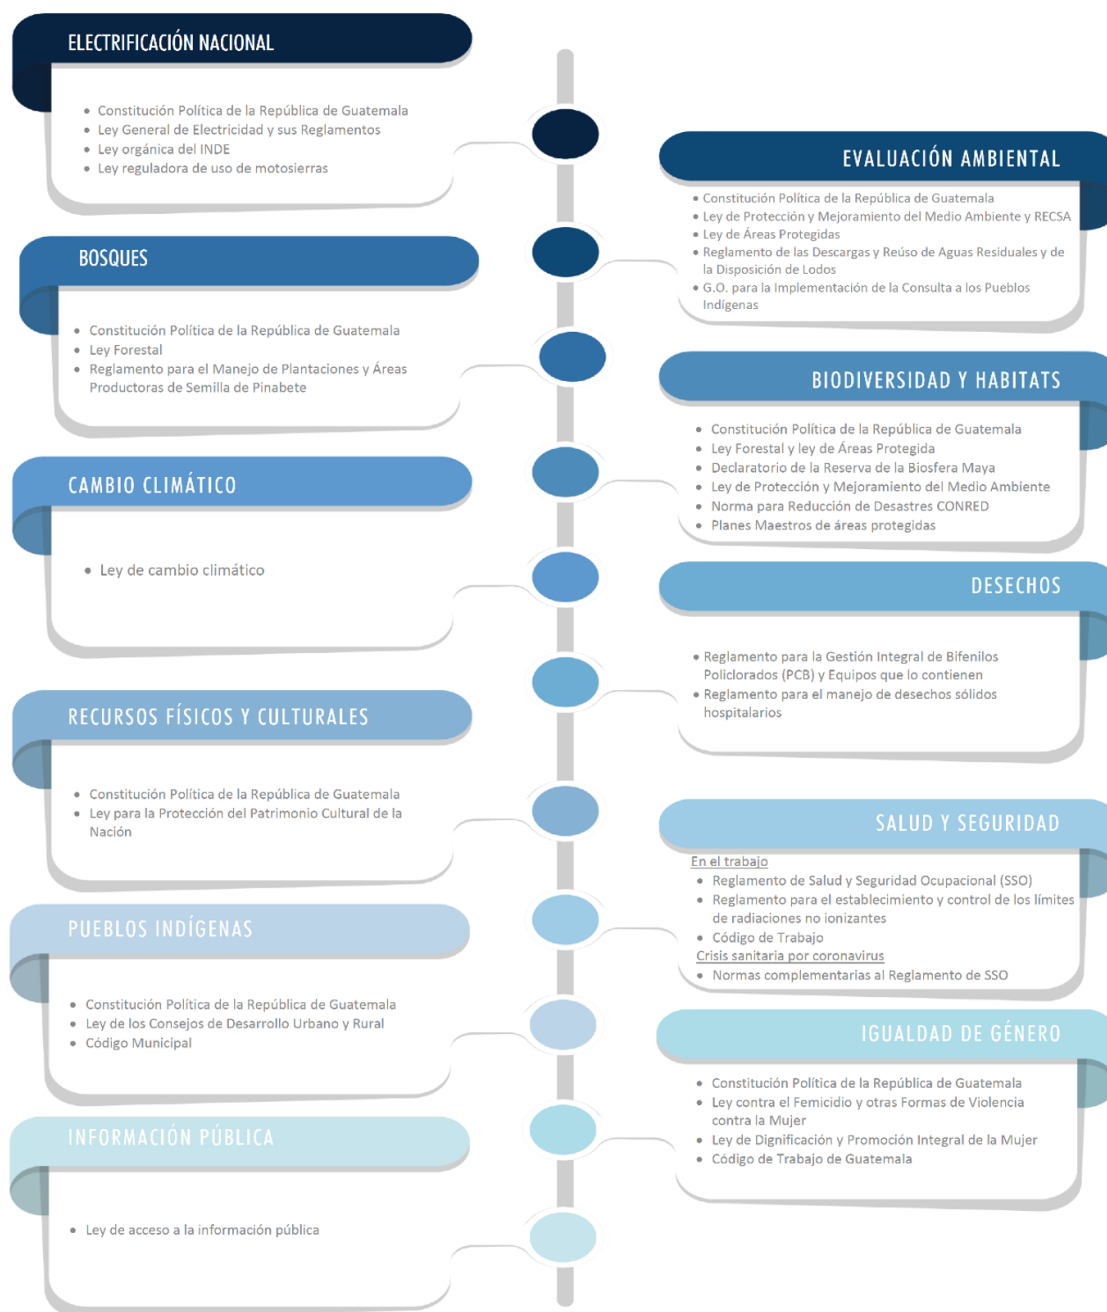 ELECTRIFICACIÓN NACIONAL
• Constitución Política de la República de Guatemala
• Ley General de Electricidad y sus Reglamentos
• Ley orgánica del INDE
• Ley reguladora de uso de motosierras
EVALUACIÓN AMBIENTAL
• Constitución Política de la República de Guatemala
• Ley de Protección y Mejoramiento del Medio Ambiente y RECSA
• Ley de Áreas Protegidas
• Reglamento de las Descargas y Reúso de Aguas Residuales y de
la Disposición de Lodos
• G.O. para la Implementación de la Consulta a los Pueblos
Indígenas
BOSQUES
• Constitución Política de la República de Guatemala
• Ley Forestal
• Reglamento para el Manejo de Plantaciones y Áreas
Productoras de Semilla de Pinabete
BIODIVERSIDAD Y HABITATS
• Constitución Política de la República de Guatemala
• Ley Forestal y ley de Áreas Protegida
• Declaratorio de la Reserva de la Biosfera Maya
• Ley de Protección y Mejoramiento del Medio Ambiente
• Norma para Reducción de Desastres CONRED
• Planes Maestros de áreas protegidas
CAMBIO CLIMÁTICO
• Ley de cambio climático
DESECHOS
• Reglamento para la Gestión Integral de Bifenilos
Policlorados (PCB) y Equipos que lo contienen
• Reglamento para el manejo de desechos sólidos
hospitalarios
RECURSOS FÍSICOS Y CULTURALES
• Constitución Política de la República de Guatemala
• Ley para la Protección del Patrimonio Cultural de la
Nación
SALUD Y SEGURIDAD
En el trabajo
• Reglamento de Salud y Seguridad Ocupacional (SSO)
• Reglamento para el establecimiento y control de los límites
de radiaciones no ionizantes
• Código de Trabajo
Crisis sanitaria por coronavirus
• Normas complementarias al Reglamento de SSO
PUEBLOS INDÍGENAS
• Constitución Política de la República de Guatemala
• Ley de los Consejos de Desarrollo Urbano y Rural
• Código Municipal
IGUALDAD DE GÉNERO
• Constitución Política de la República de Guatemala
• Ley contra el Femicidio y otras Formas de Violencia
contra la Mujer
• Ley de Dignificación y Promoción Integral de la Mujer
• Código de Trabajo de Guatemala
INFORMACIÓN PÚBLICA
• Ley de acceso a la información pública